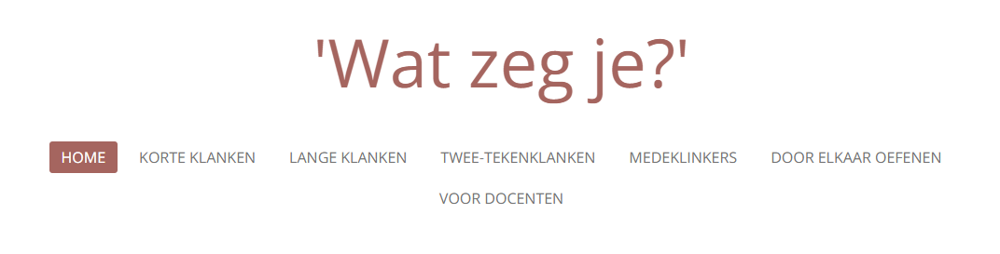 'Wat zeg je?'
HOME KORTE KLANKEN LANGE KLANKEN TWEE-TEKENKLANKEN MEDEKLINKERS DOOR ELKAAR OEFENEN
VOOR DOCENTEN